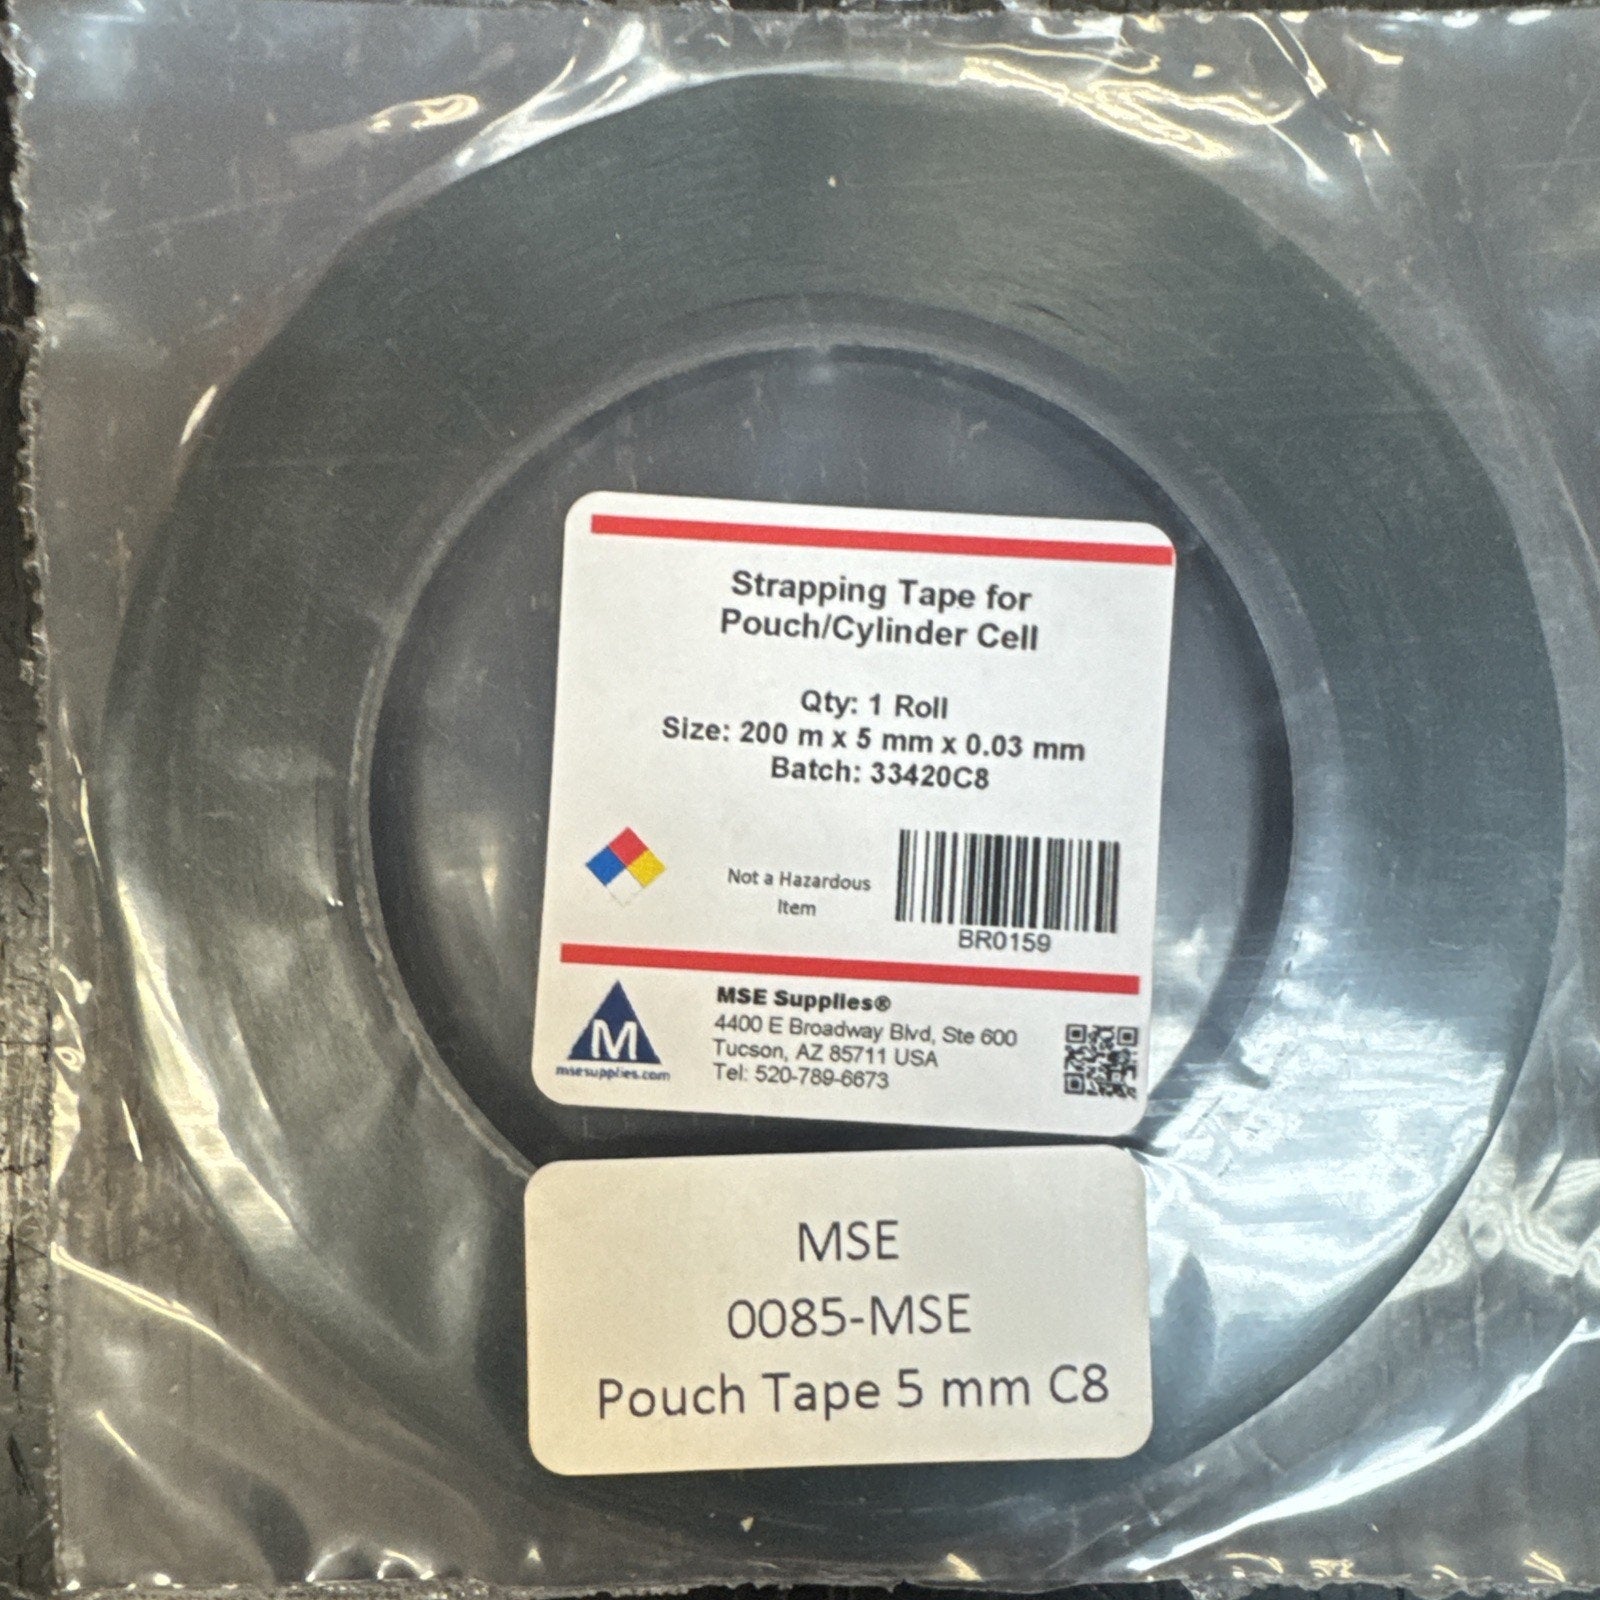 Strapping Tape for
Pouch/Cylinder Cell
Qty: 1 Roll
Size: 200 m x 5 mm x 0.03 mm
Batch: 33420C8
Not a Hazardous
Item
BR0159
M
msesupplies.com
MSE Supplies®
4400 E Broadway Blvd, Ste 600
Tucson, AZ 85711 USA
Tel: 520-789-6673
MSE
0085-MSE
Pouch Tape 5 mm C8